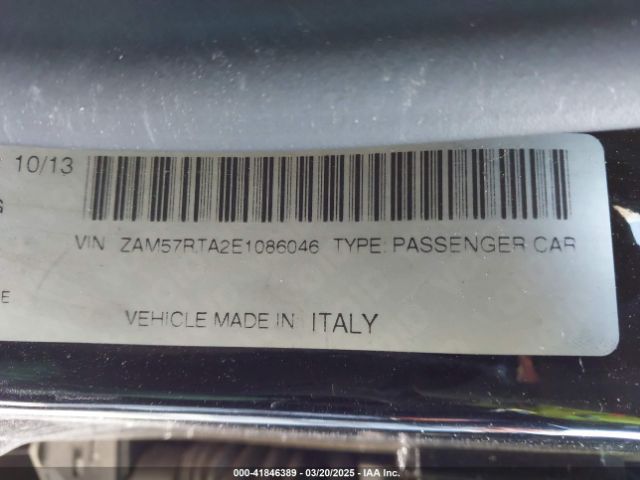 10/13
G
VIN ZAM57RTA2E1086046 TYPE: PASSENGER CAR
E
VEHICLE MADE IN ITALY
000-41846389 - 03/20/2025 - IAA Inc.